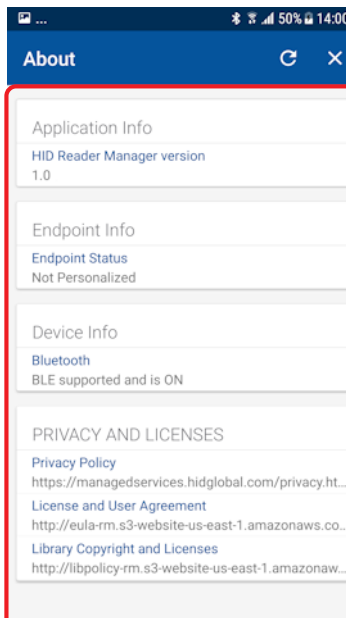 ... 50% 14:00
About
Application Info
HID Reader Manager version
1.0
Endpoint Info
Endpoint Status
Not Personalized
Device Info
Bluetooth
BLE supported and is ON
PRIVACY AND LICENSES
Privacy Policy
https://managedservices.hidglobal.com/privacy.ht...
License and User Agreement
http://eula-rm.s3-website-us-east-1.amazonaws.co...
Library Copyright and Licenses
http://libpolicy-rm.s3-website-us-east-1.amazonaw...